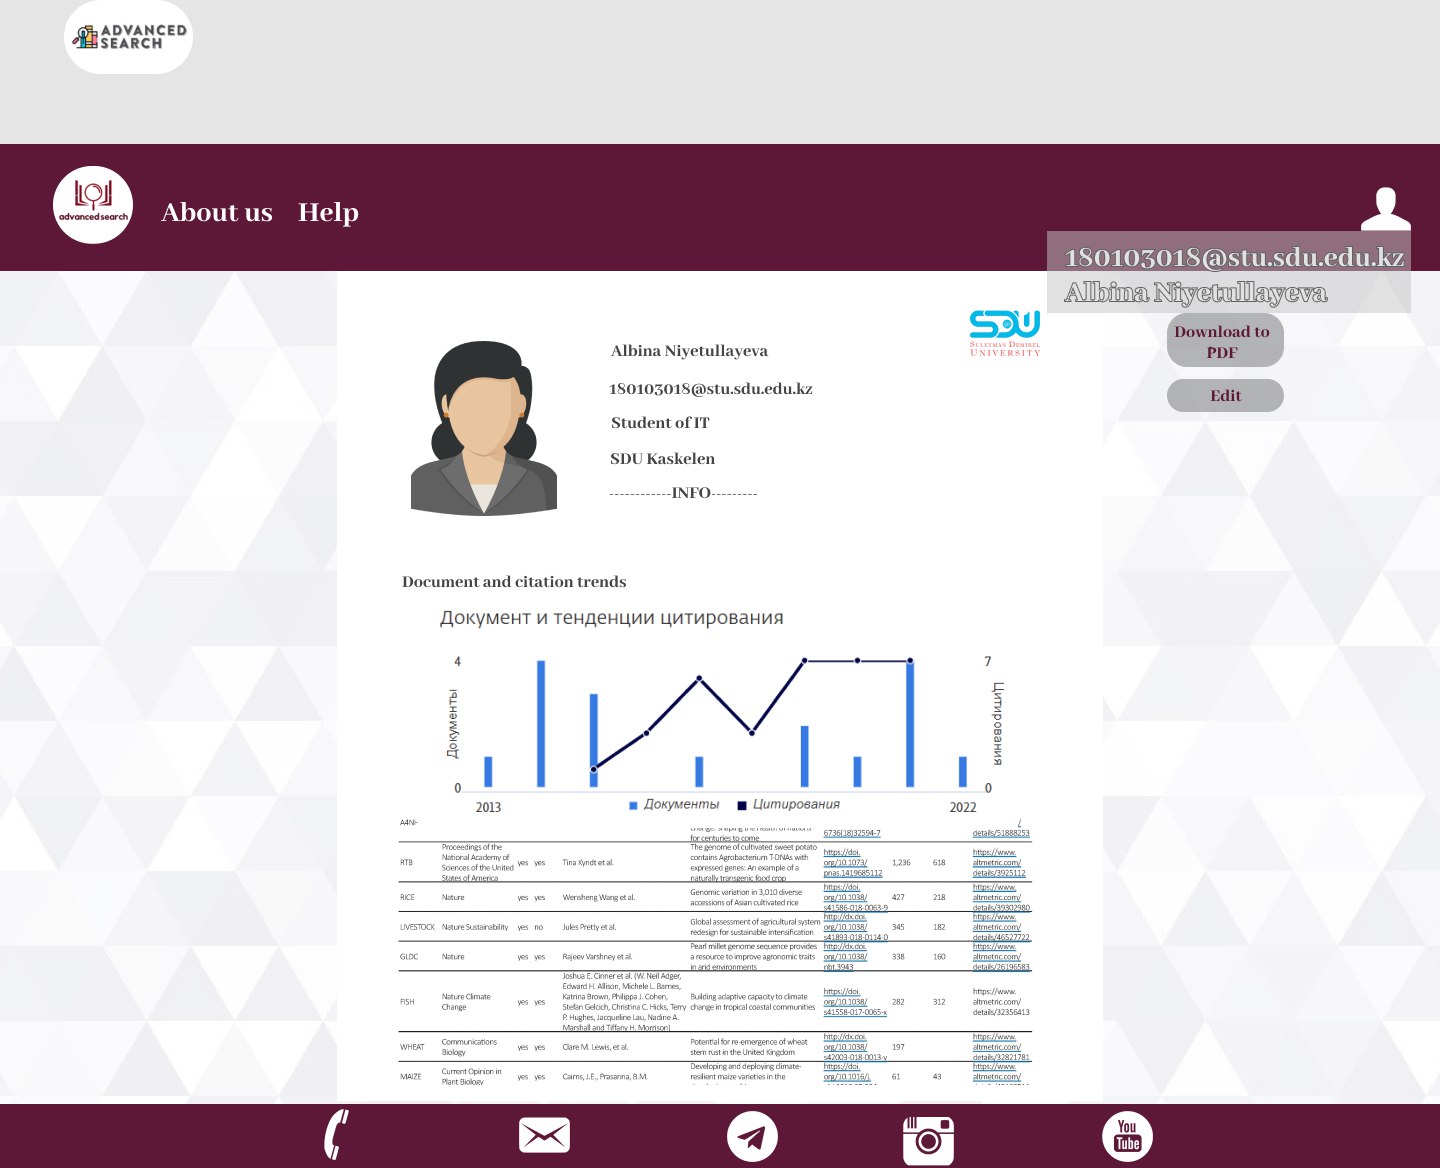 ADVANCED
SEARCH
advanced search
About us Help
180103018@stu.sdu.edu.kz
Albina Niyetullayeva
Download to
PDF
Edit
SDU
SULEYMAN DEMIREL
UNIVERSITY
Albina Niyetullayeva
180103018@stu.sdu.edu.kz
Student of IT
SDU Kaskelen
------------INFO---------
Document and citation trends
Документ и тенденции цитирования
4 7
Документы
Цитирования
0 0
2013 2022
Документы Цитирования
A4NH /
change: shaping the health of nations
for centuries to come
6736(18)32594-7
details/51888253
RTB
Proceedings of the
National Academy of
Sciences of the United
States of America
yes yes
Tina Kyndt et al.
The genome of cultivated sweet potato
contains Agrobacterium T-DNAs with
expressed genes: An example of a
naturally transgenic food crop
https://doi.
org/10.1073/
pnas.1419685112
1,236 618
https://www.
altmetric.com/
details/3925112
RICE
Nature
yes yes
Wensheng Wang et al.
Genomic variation in 3,010 diverse
accessions of Asian cultivated rice
https://doi.
org/10.1038/
s41586-018-0063-9
427 218
https://www.
altmetric.com/
details/39302980
LIVESTOCK
Nature Sustainability
yes no
Jules Pretty et al.
Global assessment of agricultural system
redesign for sustainable intensification
http://dx.doi.
org/10.1038/
s41893-018-0114-0
345 182
https://www.
altmetric.com/
details/46527722
GLDC
Nature
yes yes
Rajeev Varshney et al.
Pearl millet genome sequence provides
a resource to improve agronomic traits
in arid environments
http://dx.doi.
org/10.1038/
nbt.3943
338 160
https://www.
altmetric.com/
details/26196583
FISH
Nature Climate
Change
yes yes
Joshua E. Cinner et al. (W. Neil Adger,
Edward H. Allison, Michele L. Barnes,
Katrina Brown, Philippa J. Cohen,
Stefan Gelcich, Christina C. Hicks, Terry
P. Hughes, Jacqueline Lau, Nadine A.
Marshall and Tiffany H. Morrison)
Building adaptive capacity to climate
change in tropical coastal communities
https://doi.
org/10.1038/
s41558-017-0065-x
282 312
https://www.
altmetric.com/
details/32356413
WHEAT
Communications
Biology
yes yes
Clare M. Lewis, et al.
Potential for re-emergence of wheat
stem rust in the United Kingdom
http://dx.doi.
org/10.1038/
s42003-018-0013-y
197
https://www.
altmetric.com/
details/32821781
MAIZE
Current Opinion in
Plant Biology
yes yes
Cairns, J.E., Prasanna, B.M.
Developing and deploying climate-
resilient maize varieties in the
https://doi.
org/10.1016/j.
61 43
https://www.
altmetric.com/
You
Tube